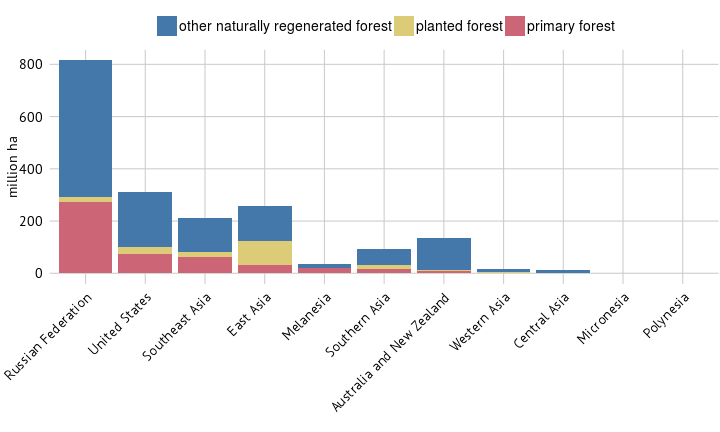 other naturally regenerated forest planted forest primary forest
million ha
800
600
400
200
0
Russian Federation
United States
Southeast Asia
East Asia
Melanesia
Southern Asia
Australia and New Zealand
Western Asia
Central Asia
Micronesia
Polynesia